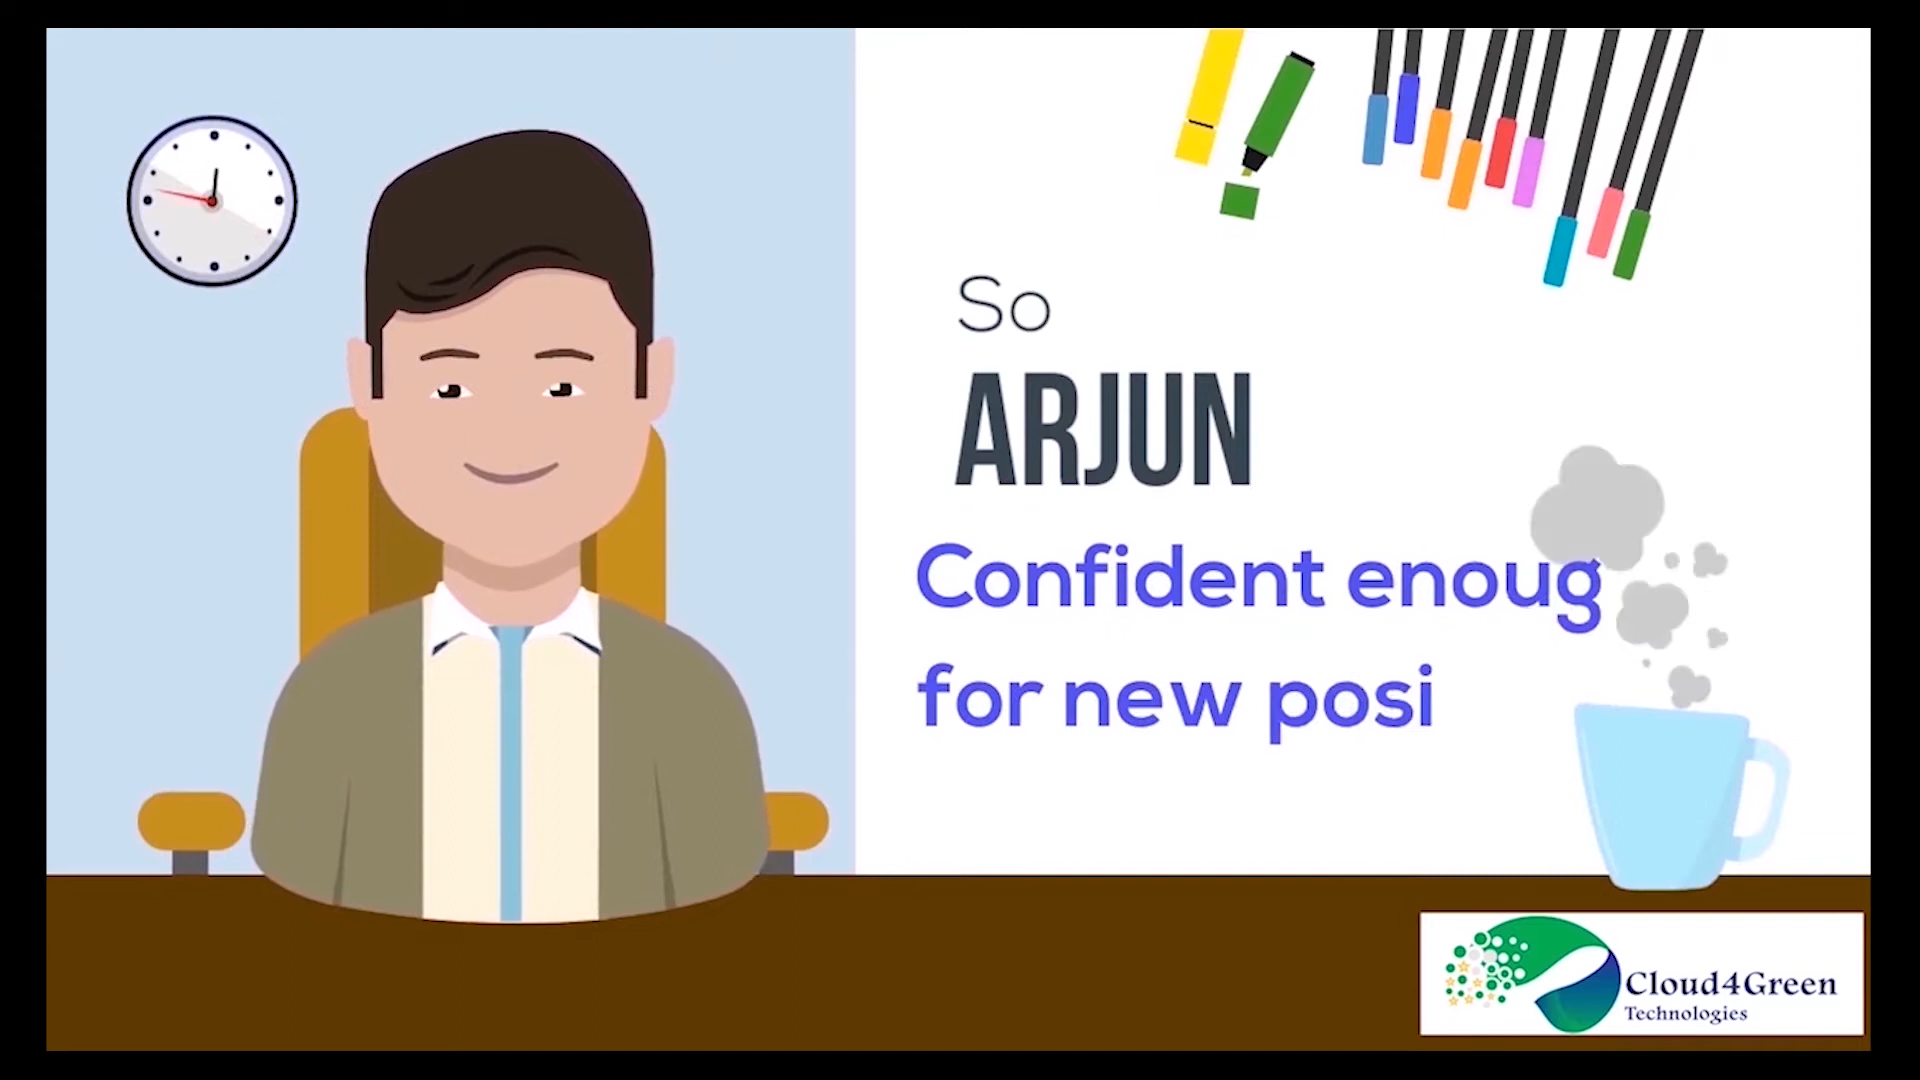 So
ARJUN
Confident enoug
for new posi
Cloud4Green
Technologies